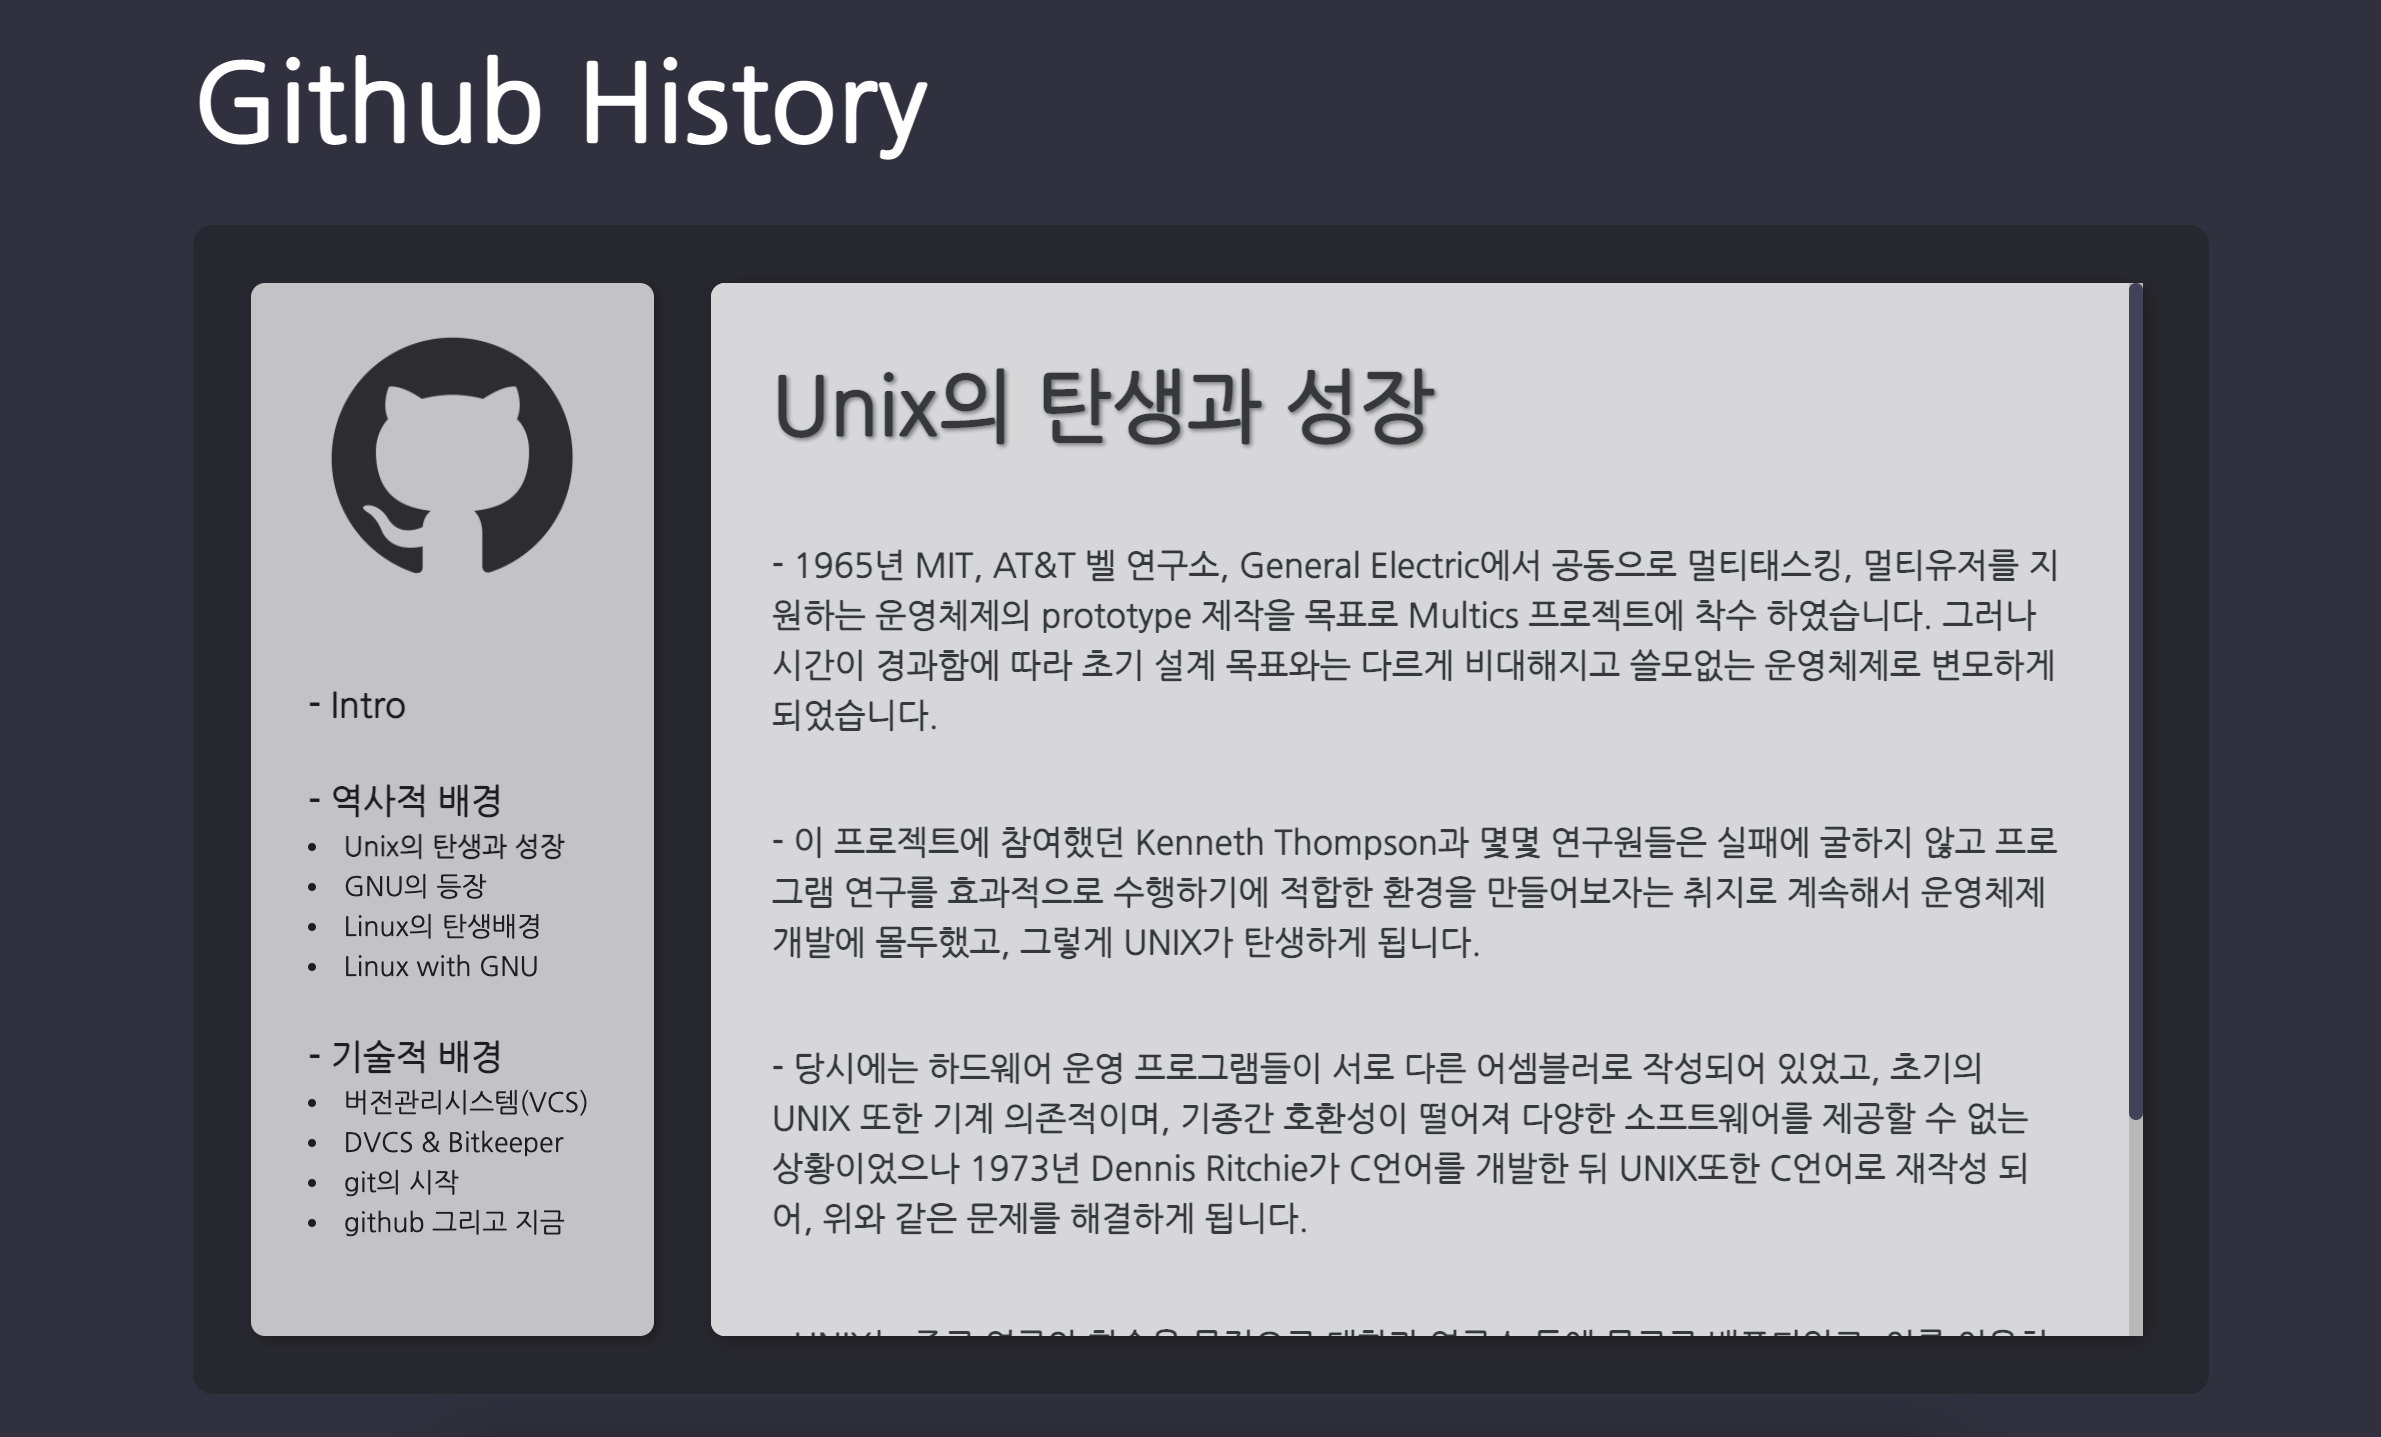 Github History
- Intro
- 역사적 배경
• Unix의 탄생과 성장
• GNU의 등장
• Linux의 탄생배경
• Linux with GNU
- 기술적 배경
• 버전관리시스템(VCS)
• DVCS & Bitkeeper
• git의 시작
• github 그리고 지금
Unix의 탄생과 성장
- 1965년 MIT, AT&T 벨 연구소, General Electric에서 공동으로 멀티태스킹, 멀티유저를 지
원하는 운영체제의 prototype 제작을 목표로 Multics 프로젝트에 착수 하였습니다. 그러나
시간이 경과함에 따라 초기 설계 목표와는 다르게 비대해지고 쓸모없는 운영체제로 변모하게
되었습니다.
- 이 프로젝트에 참여했던 Kenneth Thompson과 몇몇 연구원들은 실패에 굴하지 않고 프로
그램 연구를 효과적으로 수행하기에 적합한 환경을 만들어보자는 취지로 계속해서 운영체제
개발에 몰두했고, 그렇게 UNIX가 탄생하게 됩니다.
- 당시에는 하드웨어 운영 프로그램들이 서로 다른 어셈블러로 작성되어 있었고, 초기의
UNIX 또한 기계 의존적이며, 기종간 호환성이 떨어져 다양한 소프트웨어를 제공할 수 없는
상황이었으나 1973년 Dennis Ritchie가 C언어를 개발한 뒤 UNIX또한 C언어로 재작성 되
어, 위와 같은 문제를 해결하게 됩니다.